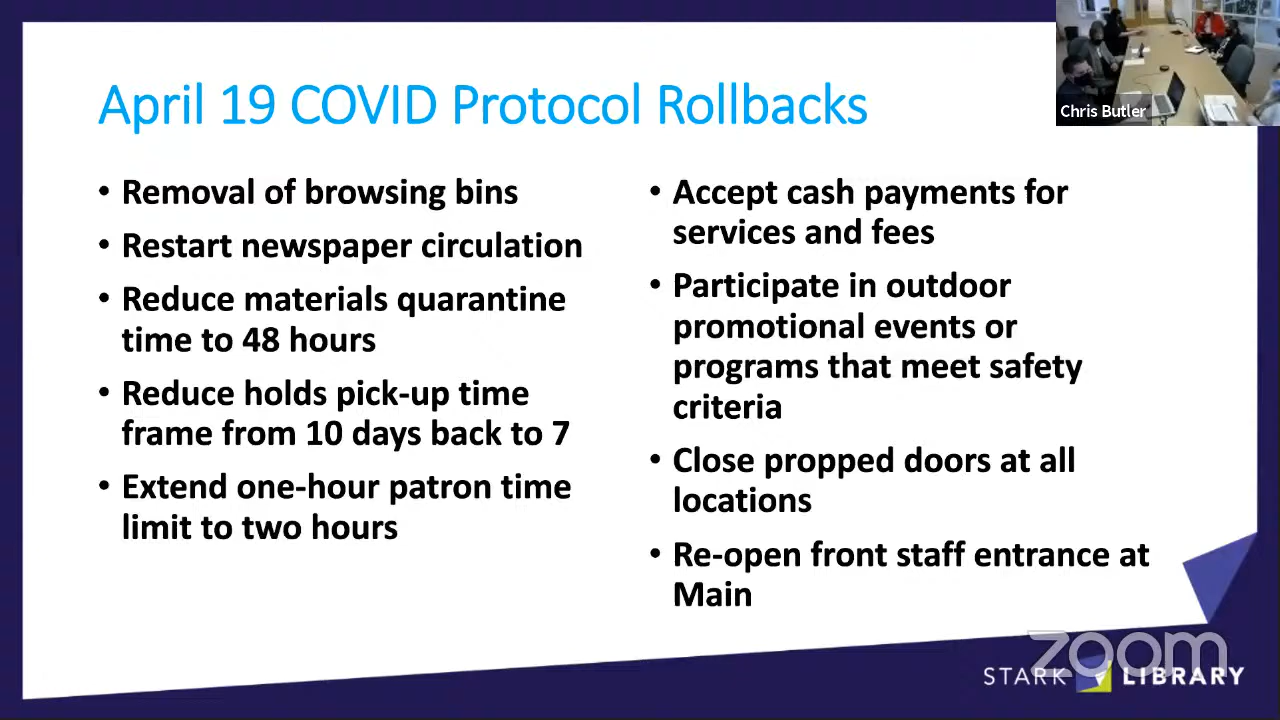 April 19 COVID Protocol Rollbacks
• Removal of browsing bins
• Restart newspaper circulation
• Reduce materials quarantine
time to 48 hours
• Reduce holds pick-up time
frame from 10 days back to 7
• Extend one-hour patron time
limit to two hours
• Accept cash payments for
services and fees
• Participate in outdoor
promotional events or
programs that meet safety
criteria
• Close propped doors at all
locations
• Re-open front staff entrance at
Main
Chris Butler
zoom
STARK LIBRARY